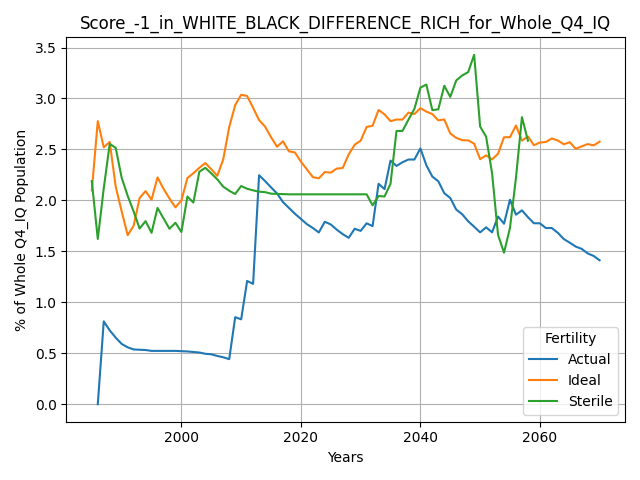 Score_-1_in_WHITE_BLACK_DIFFERENCE_RICH_for_Whole_Q4_IQ
% of Whole Q4_IQ Population
3.5
3.0
2.5
2.0
1.5
1.0
0.5
0.0
Fertility
Actual
Ideal
Sterile
2000 2020 2040 2060
Years